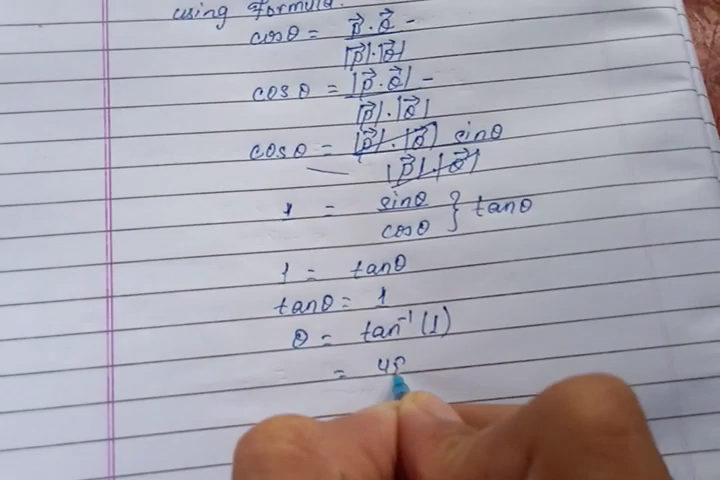 using formula.
cosθ = P⃗.Q⃗ / |P⃗|.|Q⃗|
cosθ = |P⃗.Q⃗| / |P⃗|.|Q⃗|
cosθ = |P⃗|.|Q⃗| sinθ / |P⃗|.|Q⃗|
1 = sinθ / cosθ } tanθ
1 = tanθ
tanθ = 1
θ = tan⁻¹(1)
= 45